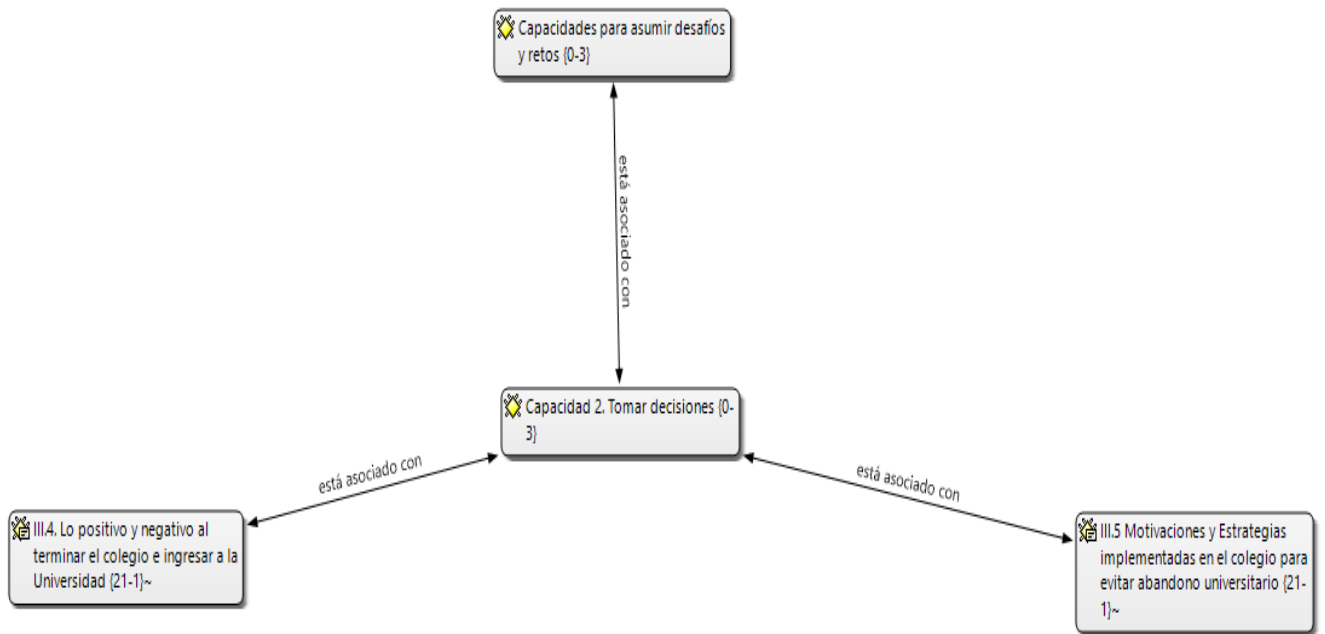 Capacidades para asumir desafíos
y retos {0-3}
está asociado con
Capacidad 2. Tomar decisiones {0-
3}
está asociado con
está asociado con
III.4. Lo positivo y negativo al
terminar el colegio e ingresar a la
Universidad {21-1}~
III.5 Motivaciones y Estrategias
implementadas en el colegio para
evitar abandono universitario {21-
1}~